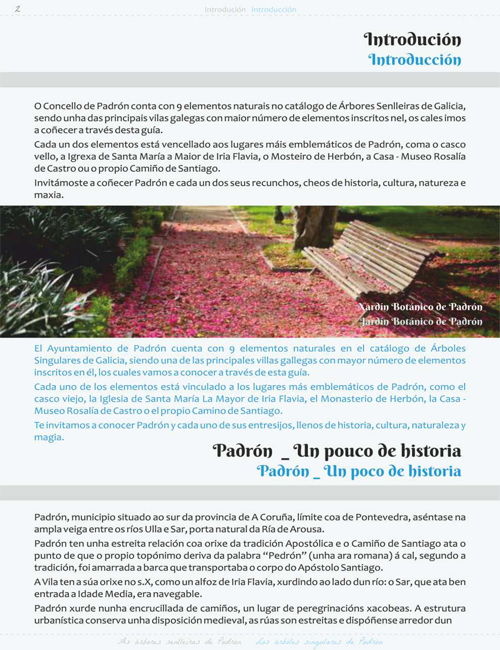 2
Introdución Introducción
Introdución
Introducción
O Concello de Padrón conta con 9 elementos naturais no catálogo de Árbores Senlleiras de Galicia,
sendo unha das principais vilas galegas con maior número de elementos inscritos nel, os cales imos
a coñecer a través desta guía.
Cada un dos elementos está vencellado aos lugares máis emblemáticos de Padrón, coma o casco
vello, a Igrexa de Santa María a Maior de Iria Flavia, o Mosteiro de Herbón, a Casa - Museo Rosalía
de Castro ou o propio Camiño de Santiago.
Invitámoste a coñecer Padrón e cada un dos seus recunchos, cheos de historia, cultura, natureza e
maxia.
Xardín Botánico de Padrón
Jardín Botánico de Padrón
El Ayuntamiento de Padrón cuenta con 9 elementos naturales en el catálogo de Árboles
Singulares de Galicia, siendo una de las principales villas gallegas con mayor número de elementos
inscritos en él, los cuales vamos a conocer a través de esta guía.
Cada uno de los elementos está vinculado a los lugares más emblemáticos de Padrón, como el
casco viejo, la Iglesia de Santa María La Mayor de Iria Flavia, el Monasterio de Herbón, la Casa -
Museo Rosalía de Castro o el propio Camino de Santiago.
Te invitamos a conocer Padrón y cada uno de sus entresijos, llenos de historia, cultura, naturaleza y
magia.
Padrón _ Un pouco de historia
Padrón _ Un poco de historia
Padrón, municipio situado ao sur da provincia de A Coruña, límite coa de Pontevedra, aséntase na
ampla veiga entre os ríos Ulla e Sar, porta natural da Ría de Arousa.
Padrón ten unha estreita relación coa orixe da tradición Apostólica e o Camiño de Santiago ata o
punto de que o propio topónimo deriva da palabra “Pedrón” (unha ara romana) á cal, segundo a
tradición, foi amarrada a barca que transportaba o corpo do Apóstolo Santiago.
A Vila ten a súa orixe no s.X, como un alfoz de Iria Flavia, xurdindo ao lado dun río: o Sar, que ata ben
entrada a Idade Media, era navegable.
Padrón xurde nunha encrucillada de camiños, un lugar de peregrinacións xacobeas. A estrutura
urbanística conserva unha disposición medieval, as rúas son estreitas e dispóñense arredor dun
As árbores senlleiras de Padrón Los árboles singulares de Padrón